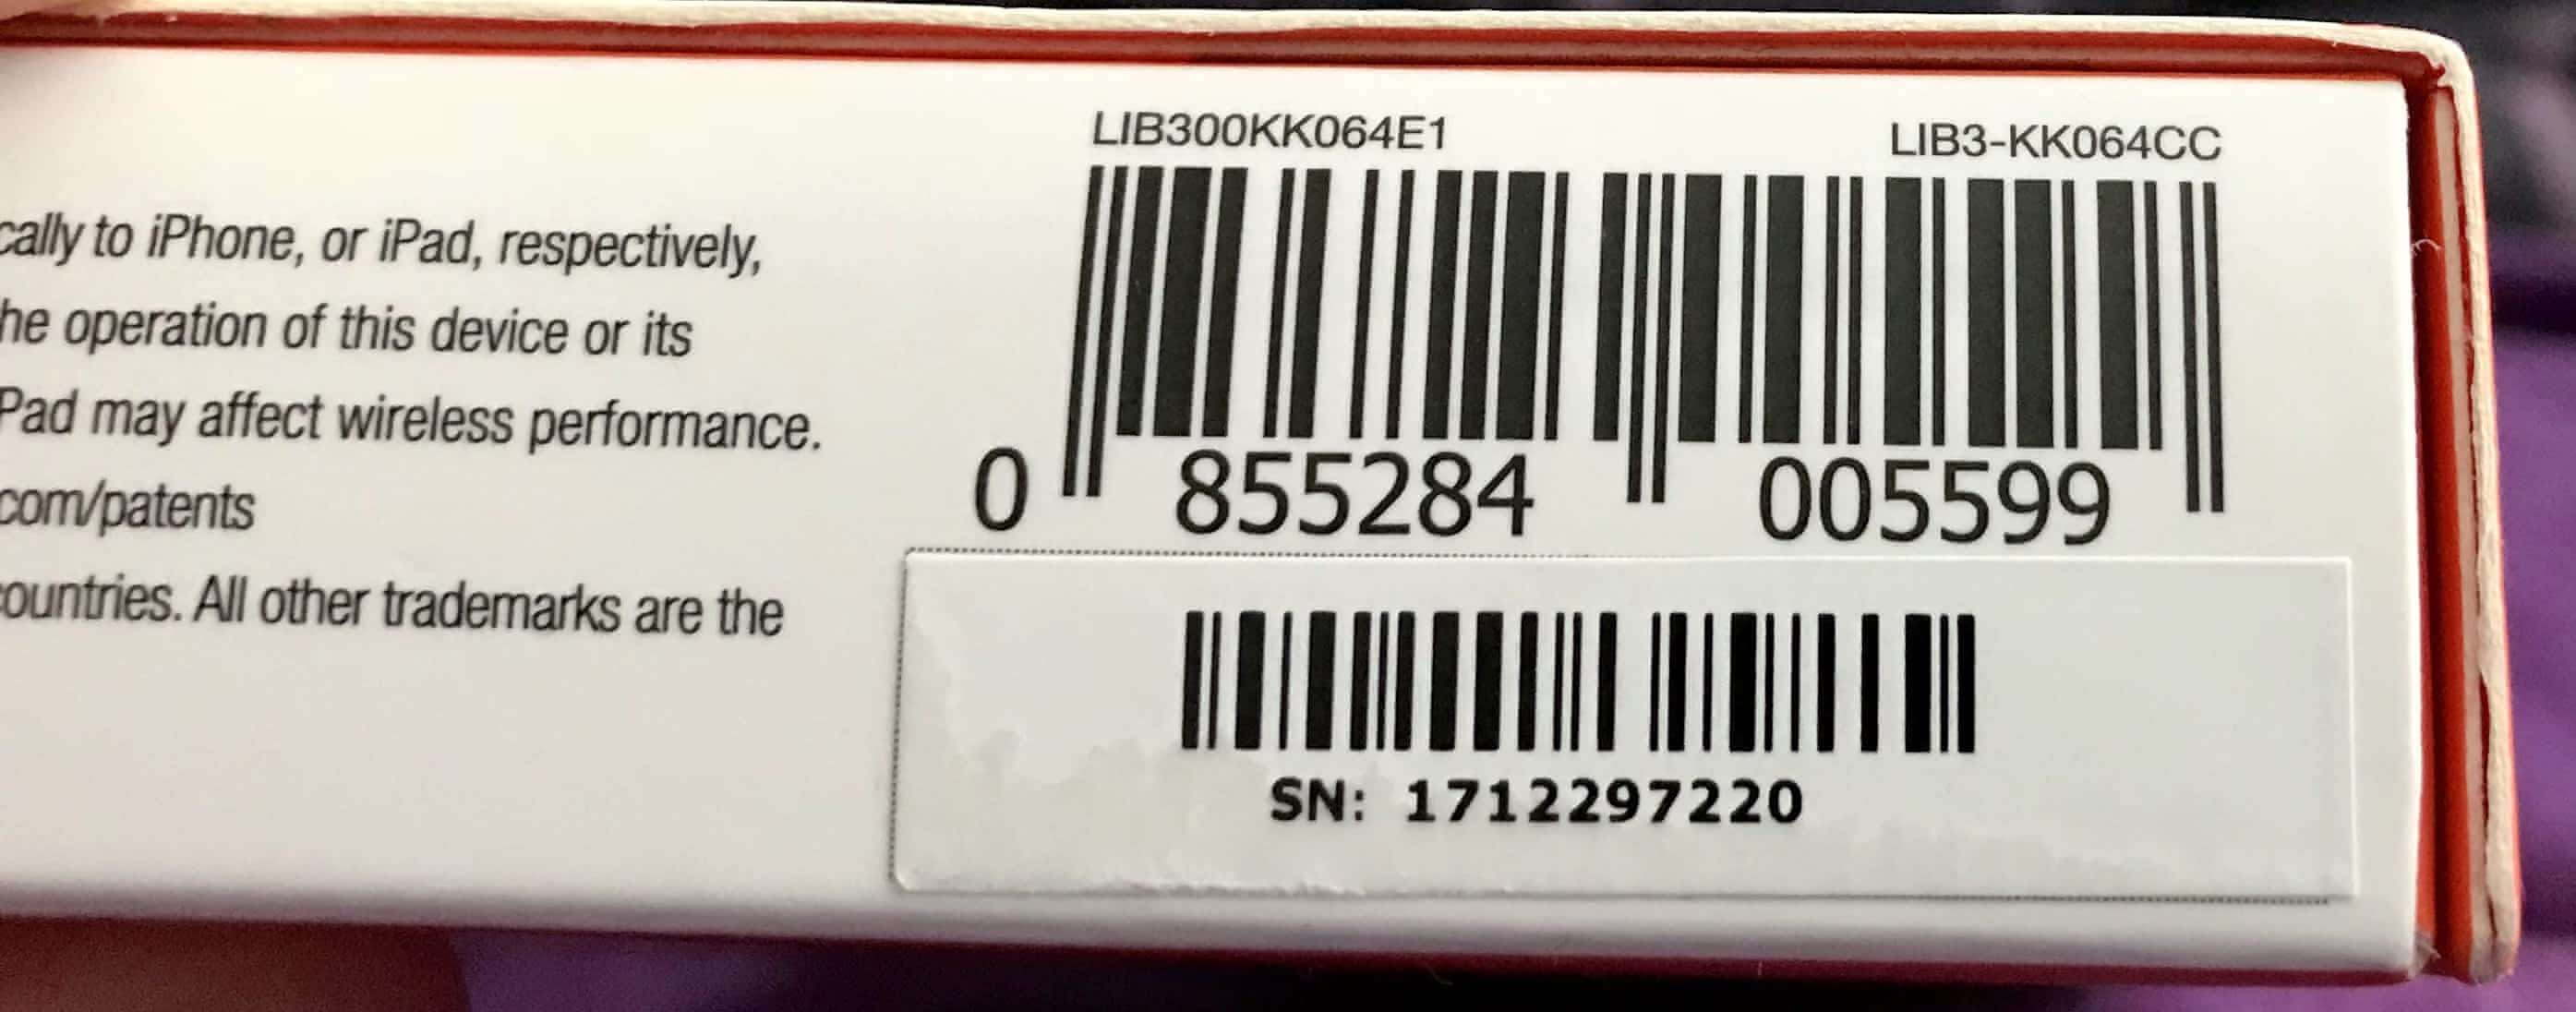 LIB300KK064E1 LIB3-KK064CC
0 855284 005599
SN: 1712297220
cally to iPhone, or iPad, respectively,
he operation of this device or its
Pad may affect wireless performance.
com/patents
ountries. All other trademarks are the